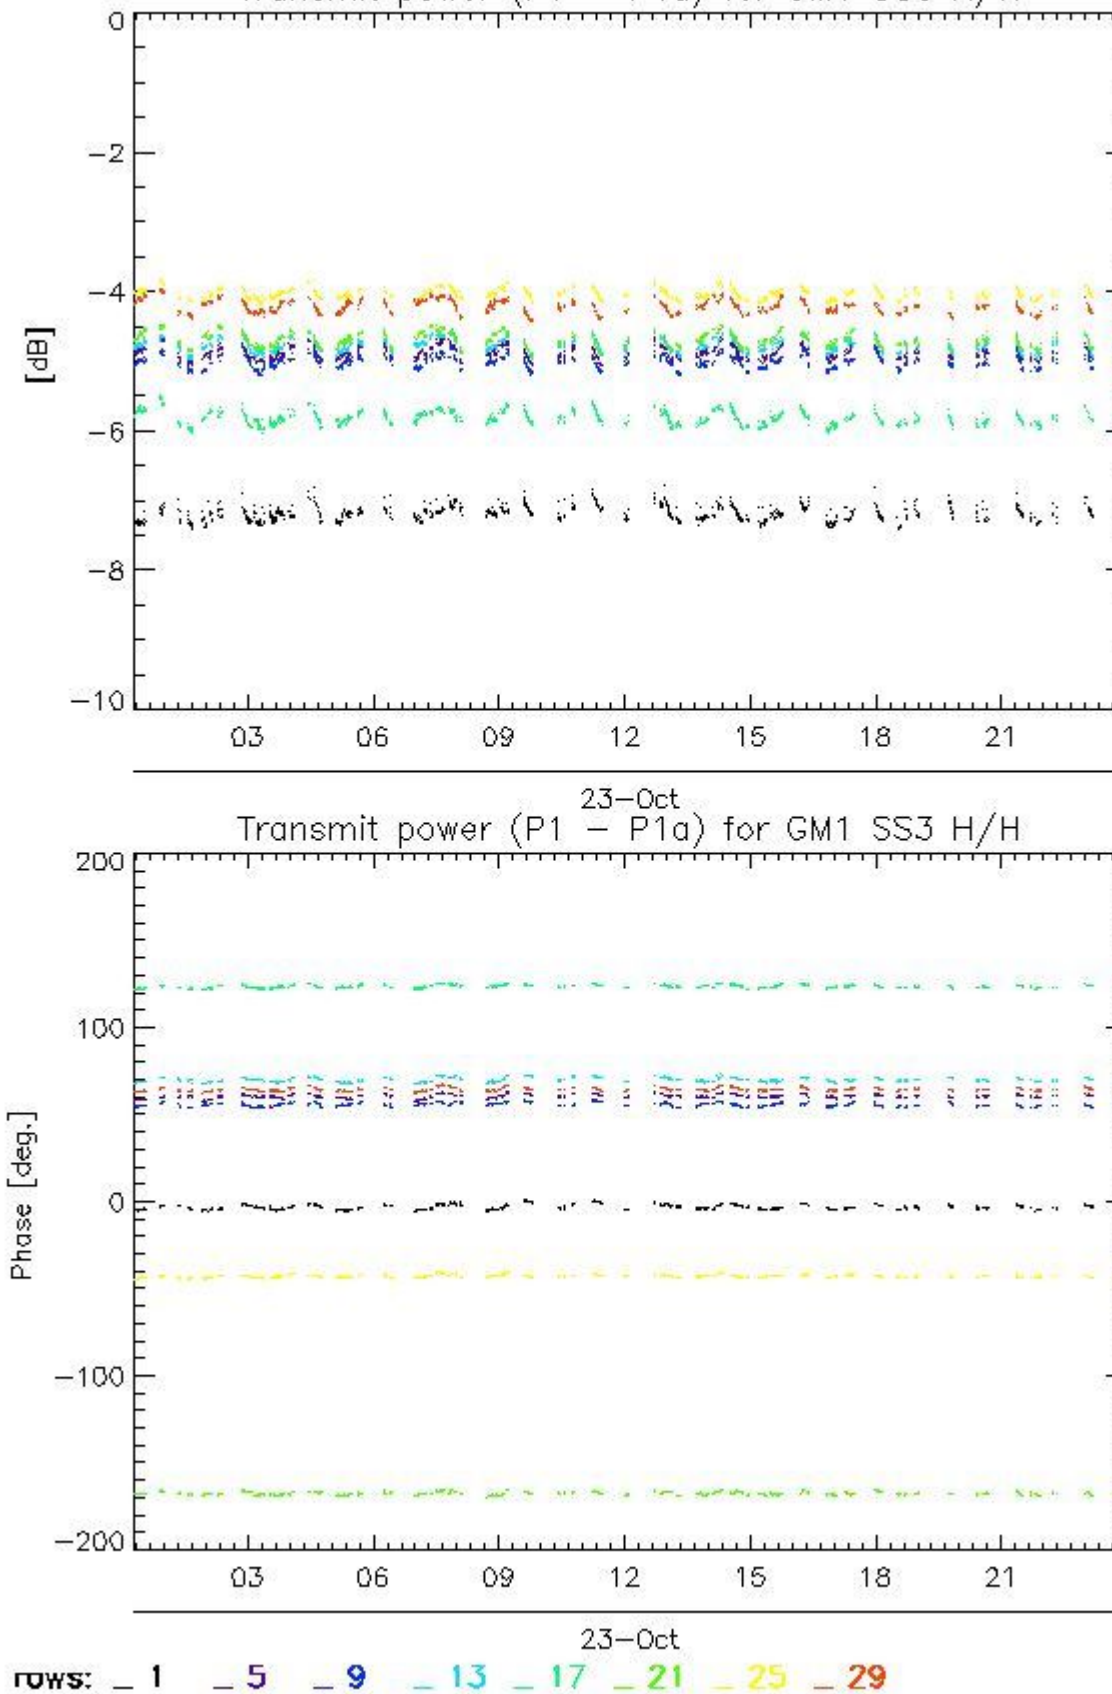 0
-2
-4
[dB]
-6
-8
-10
03 06 09 12 15 18 21
23-Oct
Transmit power (P1 - P1a) for GM1 SS3 H/H
200
100
0
Phase [deg.]
-100
-200
03 06 09 12 15 18 21
23-Oct
rows: _ 1 _ 5 _ 9 _ 13 _ 17 _ 21 _ 25 _ 29